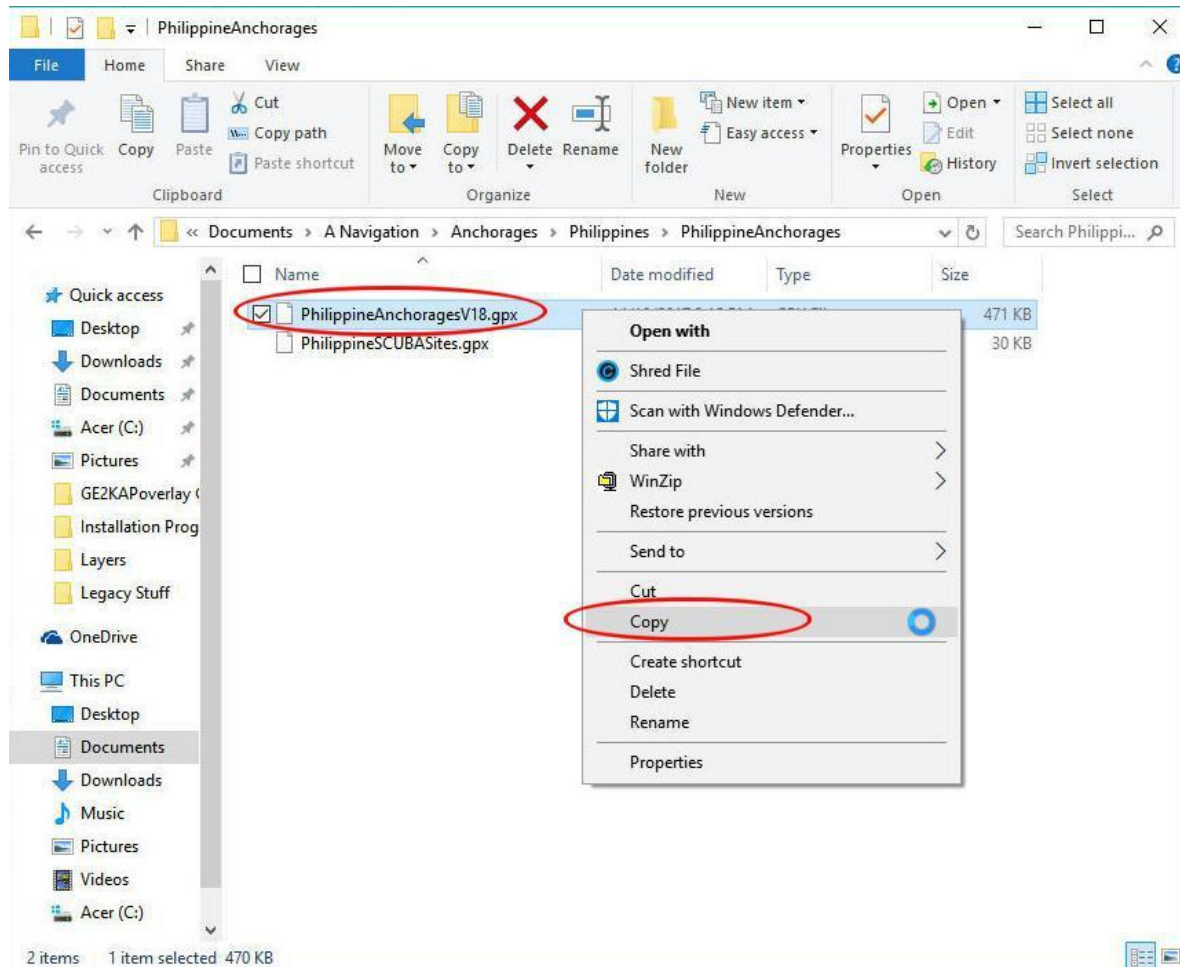 PhilippineAnchorages
File Home Share View
Pin to Quick access
Copy
Paste
Cut
Copy path
Paste shortcut
Move to
Copy to
Delete
Rename
New folder
New item
Easy access
Properties
Open
Edit
History
Select all
Select none
Invert selection
Clipboard Organize New Open Select
« Documents > A Navigation > Anchorages > Philippines > PhilippineAnchorages
Search Philippi...
Name Date modified Type Size
PhilippineAnchoragesV18.gpx 471 KB
PhilippineSCUBASites.gpx 30 KB
Quick access
Desktop
Downloads
Documents
Acer (C:)
Pictures
GE2KAPoverlay
Installation Prog
Layers
Legacy Stuff
OneDrive
This PC
Desktop
Documents
Downloads
Music
Pictures
Videos
Acer (C:)
Open with
Shred File
Scan with Windows Defender...
Share with
WinZip
Restore previous versions
Send to
Cut
Copy
Create shortcut
Delete
Rename
Properties
2 items 1 item selected 470 KB